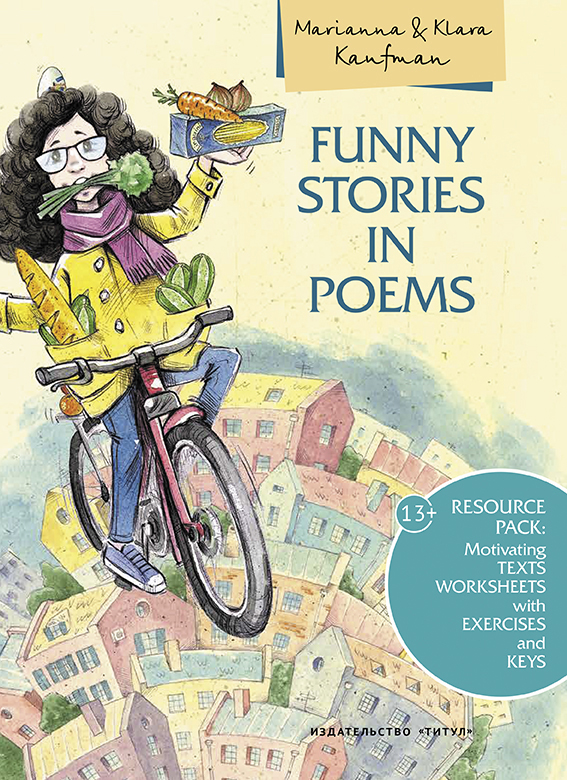 Marianna & Klara
Kaufman
FUNNY
STORIES
IN
POEMS
13+
RESOURCE
PACK:
Motivating
TEXTS
WORKSHEETS
with
EXERCISES
and
KEYS
ИЗДАТЕЛЬСТВО «ТИТУЛ»